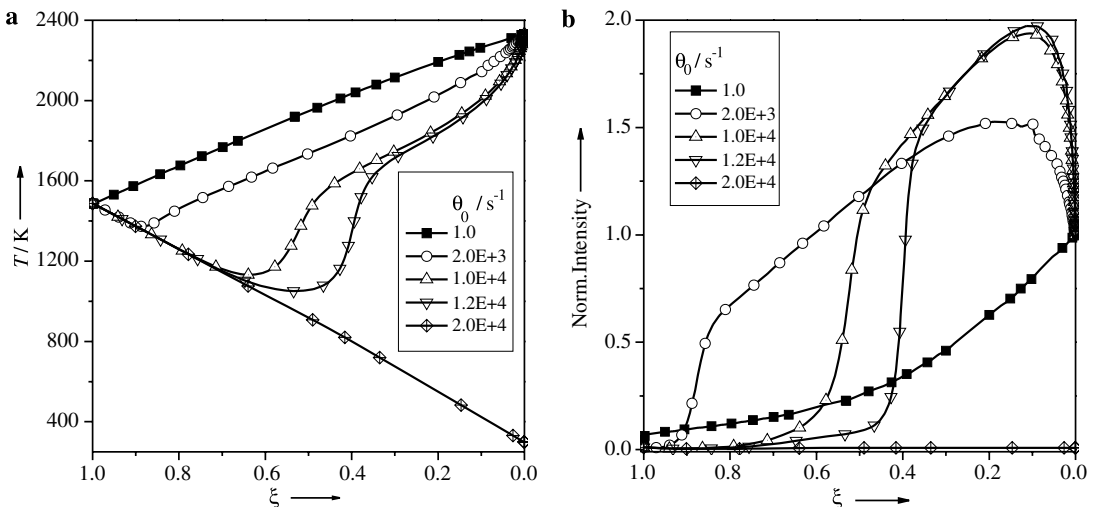 a
2400
2000
1600
1200
800
400
T / K
1.0 0.8 0.6 0.4 0.2 0.0
ξ
θ0 / s-1
1.0
2.0E+3
1.0E+4
1.2E+4
2.0E+4
b
2.0
1.5
1.0
0.5
0.0
Norm.Intensity
1.0 0.8 0.6 0.4 0.2 0.0
ξ
θ0 / s-1
1.0
2.0E+3
1.0E+4
1.2E+4
2.0E+4